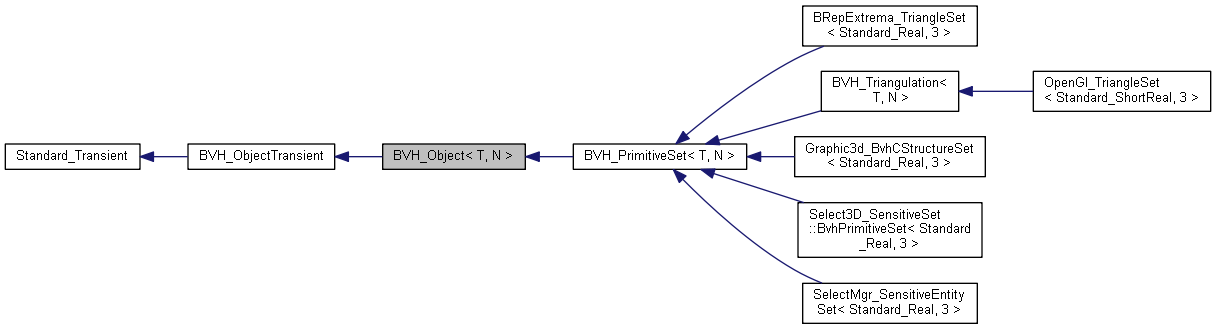 BRepExtrema_TriangleSet
< Standard_Real, 3 >
BVH_Triangulation<
T, N >
OpenGl_TriangleSet
< Standard_ShortReal, 3 >
Standard_Transient
BVH_ObjectTransient
BVH_Object< T, N >
BVH_PrimitiveSet< T, N >
Graphic3d_BvhCStructureSet
< Standard_Real, 3 >
Select3D_SensitiveSet
::BvhPrimitiveSet< Standard
_Real, 3 >
SelectMgr_SensitiveEntity
Set< Standard_Real, 3 >